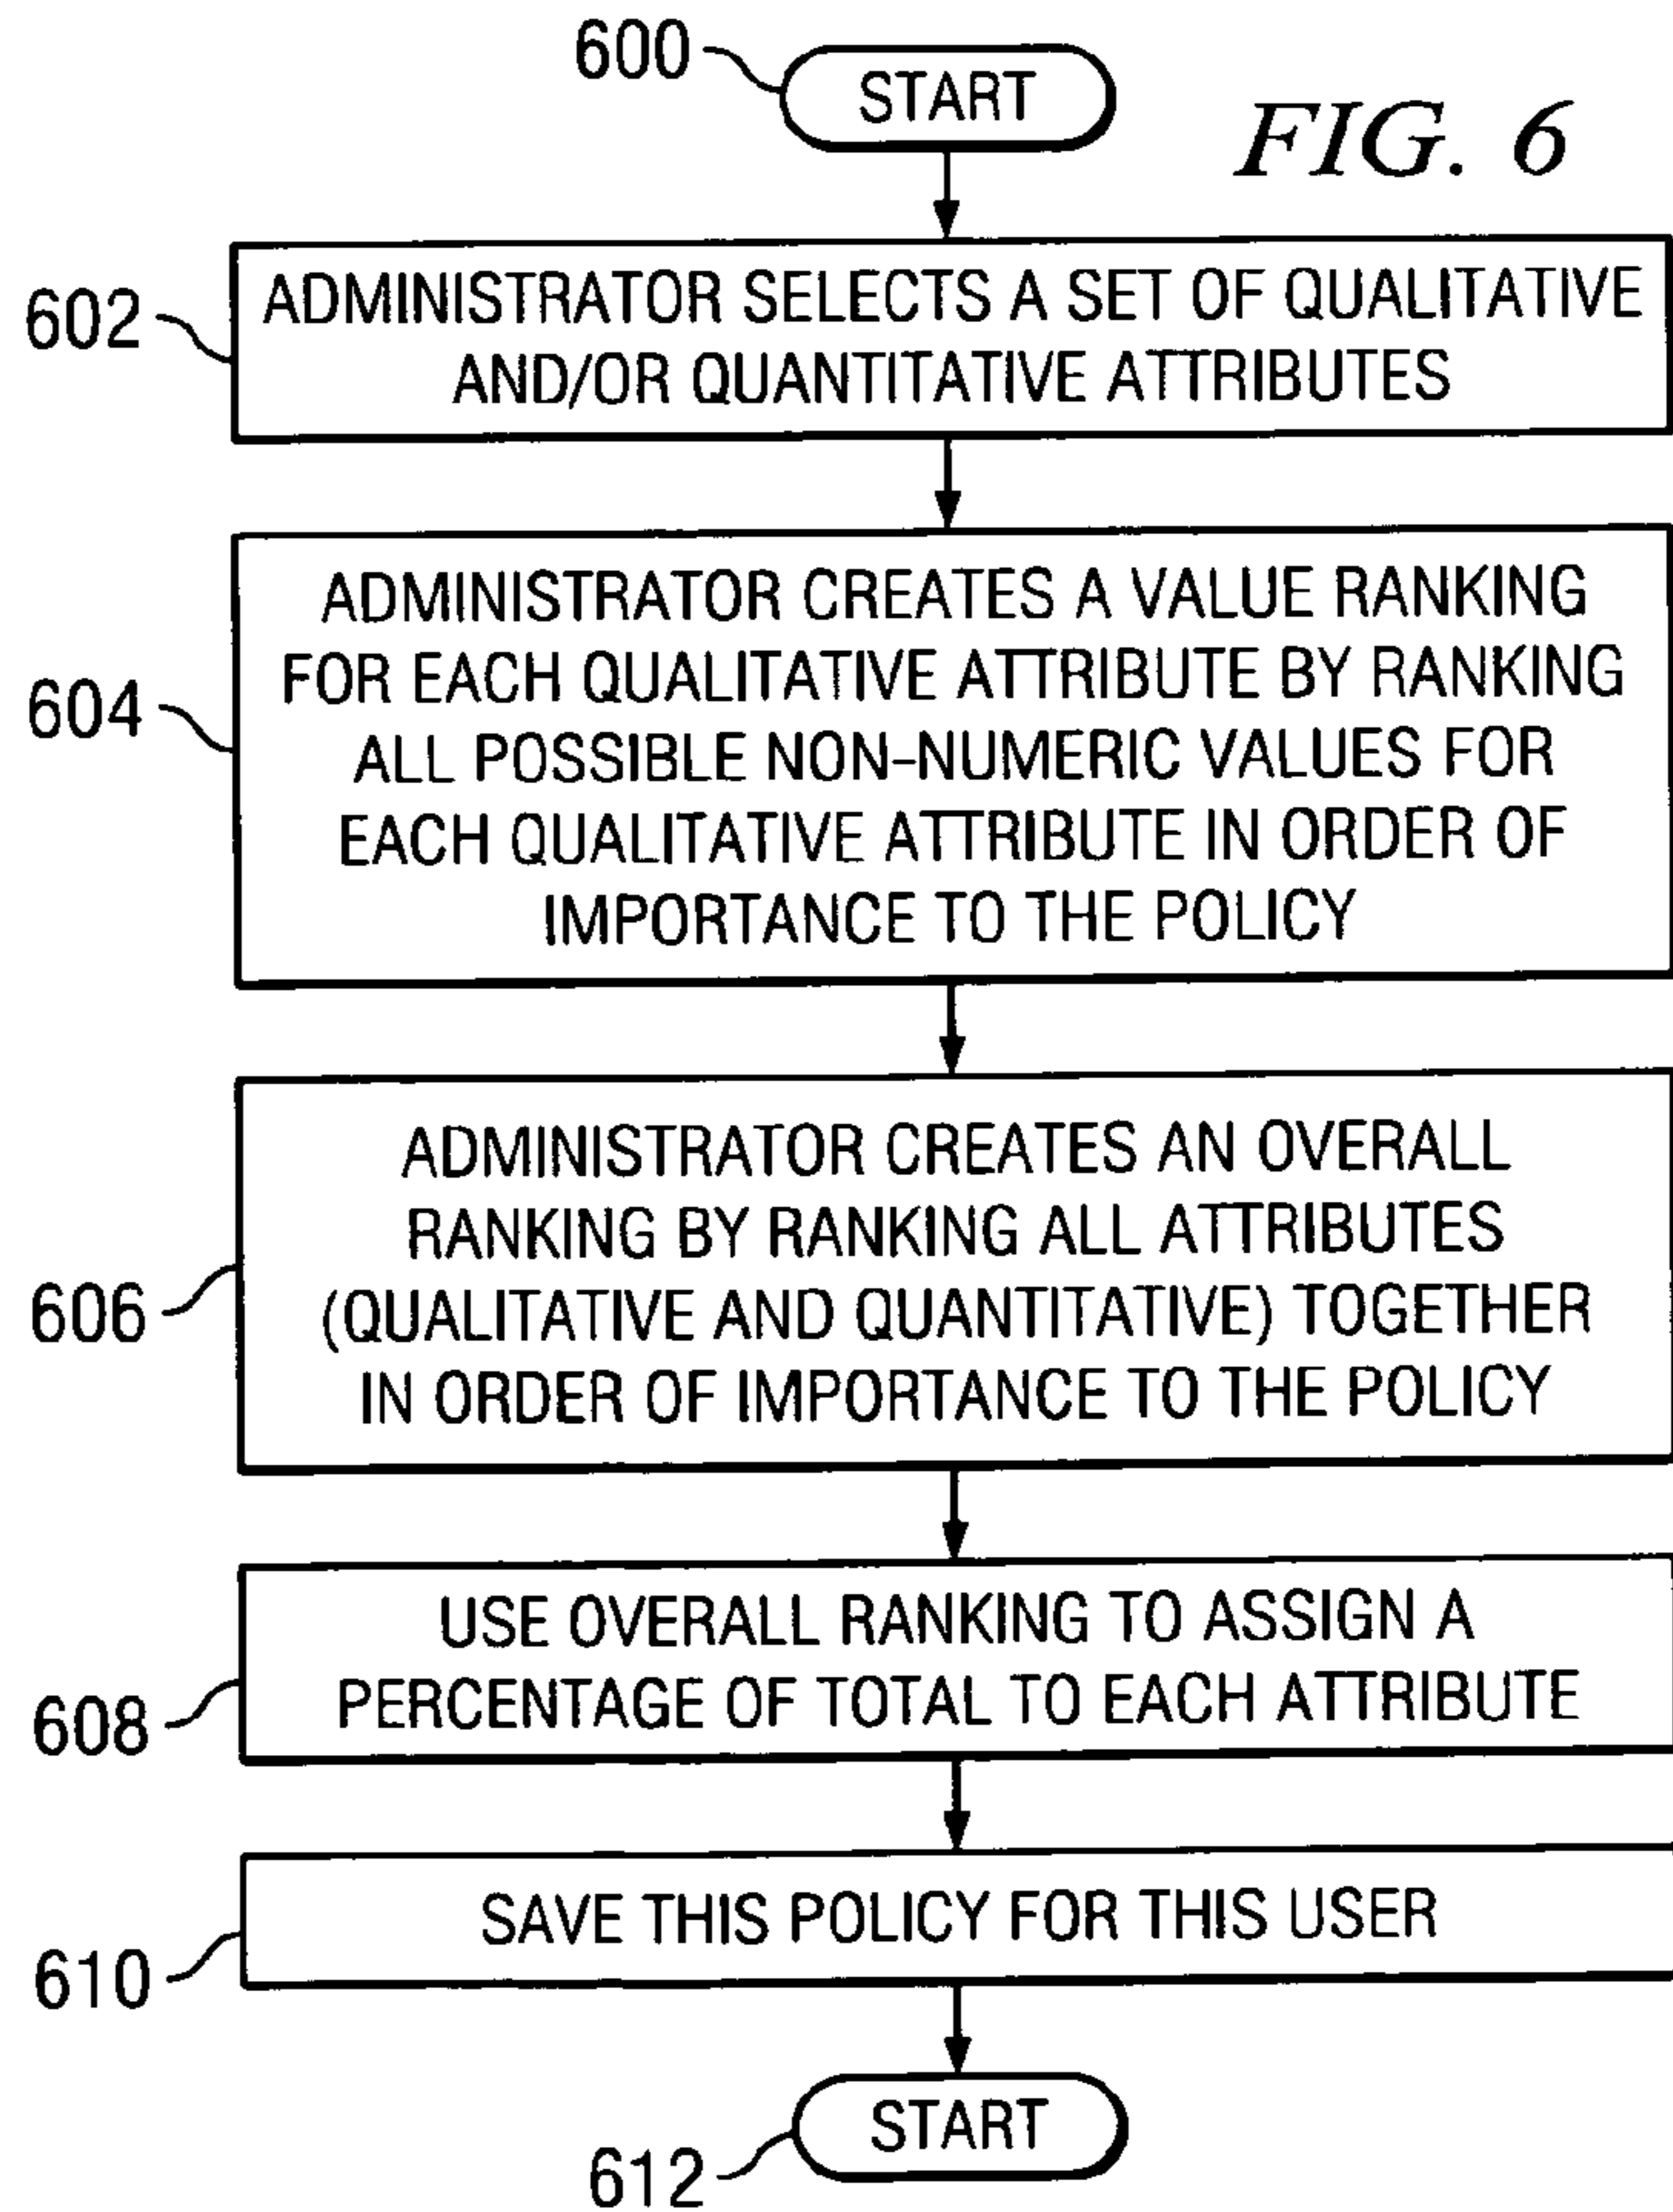 600
START
FIG. 6
602
ADMINISTRATOR SELECTS A SET OF QUALITATIVE
AND/OR QUANTITATIVE ATTRIBUTES
604
ADMINISTRATOR CREATES A VALUE RANKING
FOR EACH QUALITATIVE ATTRIBUTE BY RANKING
ALL POSSIBLE NON-NUMERIC VALUES FOR
EACH QUALITATIVE ATTRIBUTE IN ORDER OF
IMPORTANCE TO THE POLICY
606
ADMINISTRATOR CREATES AN OVERALL
RANKING BY RANKING ALL ATTRIBUTES
(QUALITATIVE AND QUANTITATIVE) TOGETHER
IN ORDER OF IMPORTANCE TO THE POLICY
608
USE OVERALL RANKING TO ASSIGN A
PERCENTAGE OF TOTAL TO EACH ATTRIBUTE
610
SAVE THIS POLICY FOR THIS USER
612
START